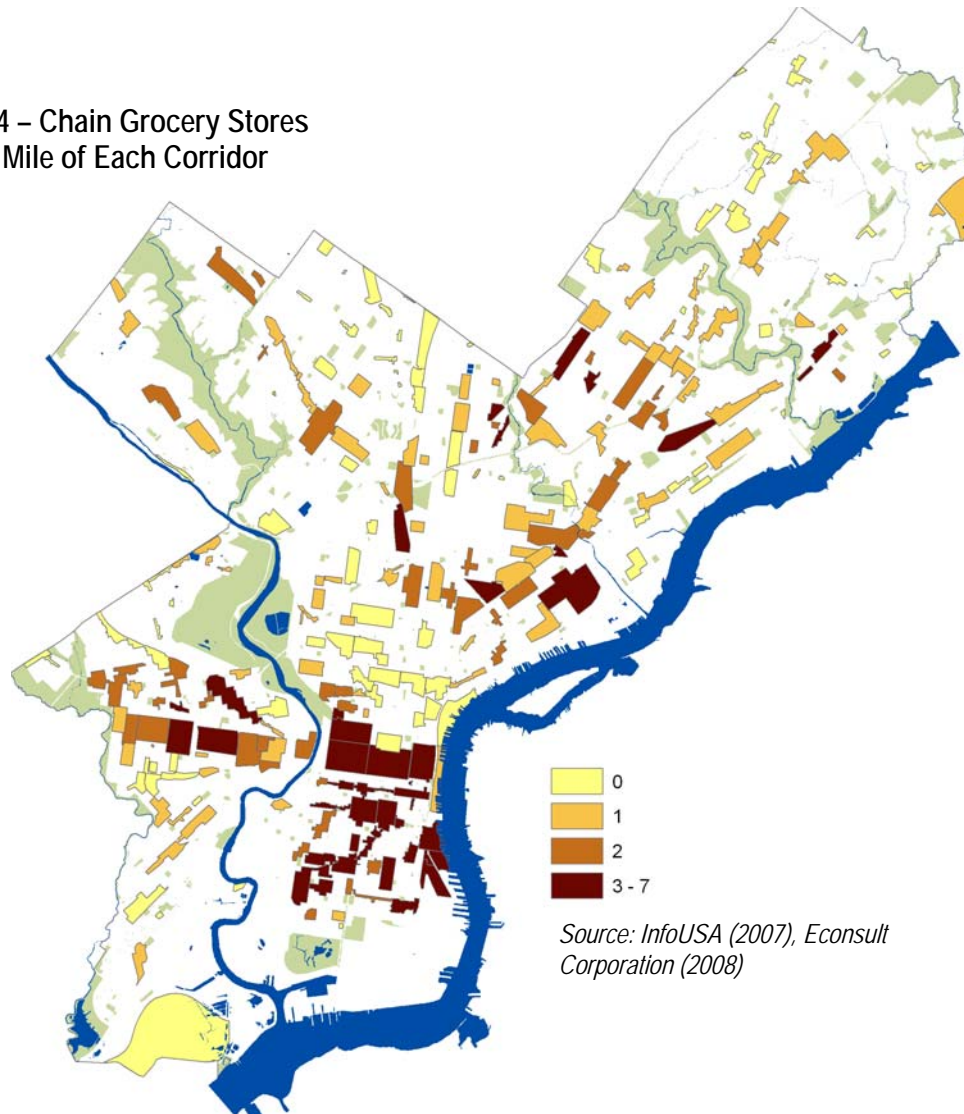 4 – Chain Grocery Stores
Mile of Each Corridor
0
1
2
3 - 7
Source: InfoUSA (2007), Econsult
Corporation (2008)